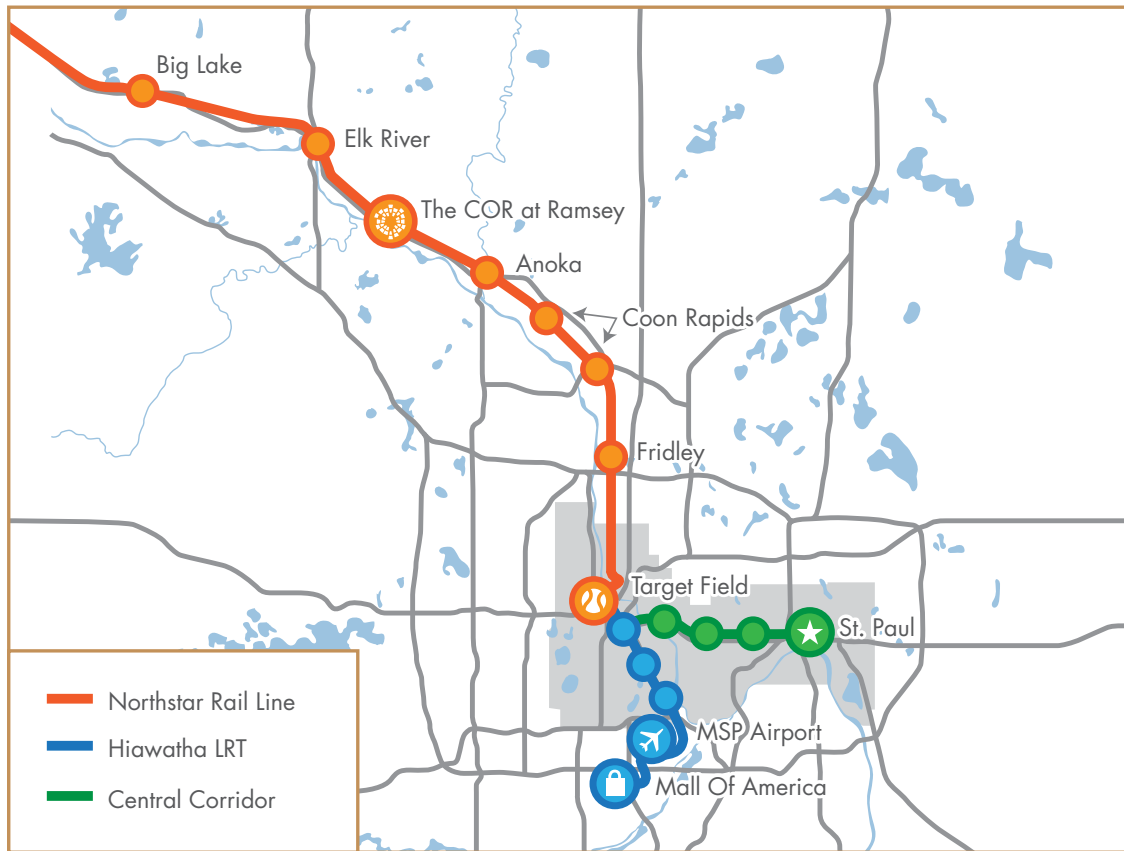 Big Lake
Elk River
The COR at Ramsey
Anoka
Coon Rapids
Fridley
Target Field
St. Paul
MSP Airport
Mall Of America
Northstar Rail Line
Hiawatha LRT
Central Corridor